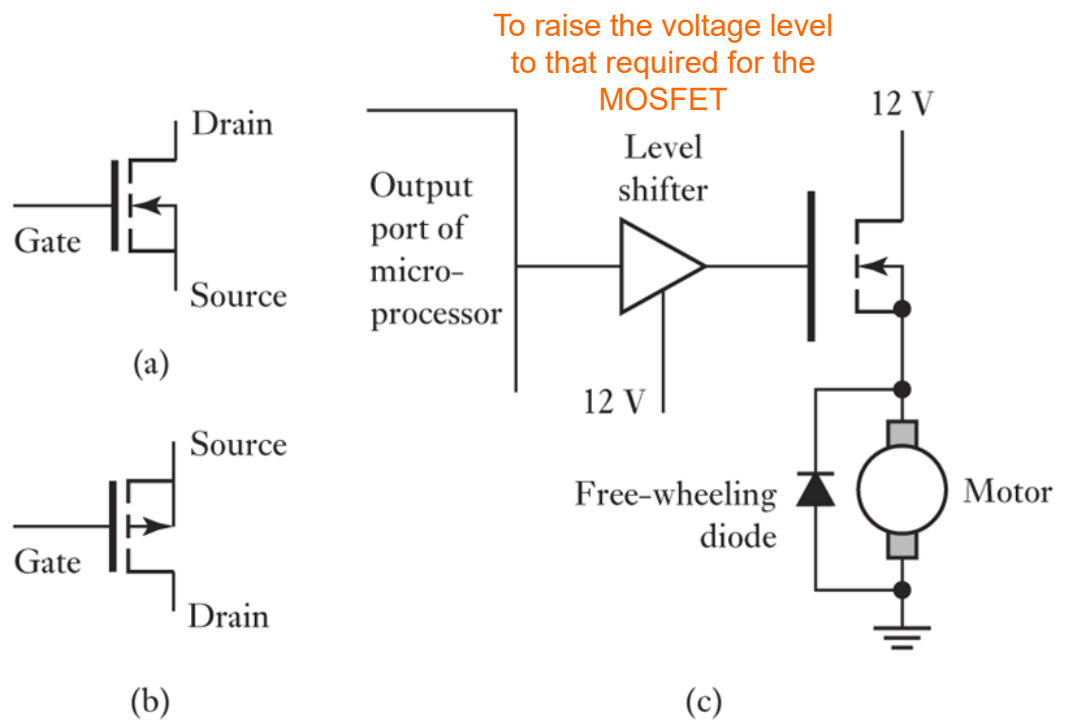 To raise the voltage level
to that required for the
MOSFET
Drain
Gate
Source
(a)
Source
Gate
Drain
(b)
Output
port of
micro-
processor
Level
shifter
12 V
12 V
Free-wheeling
diode
Motor
(c)